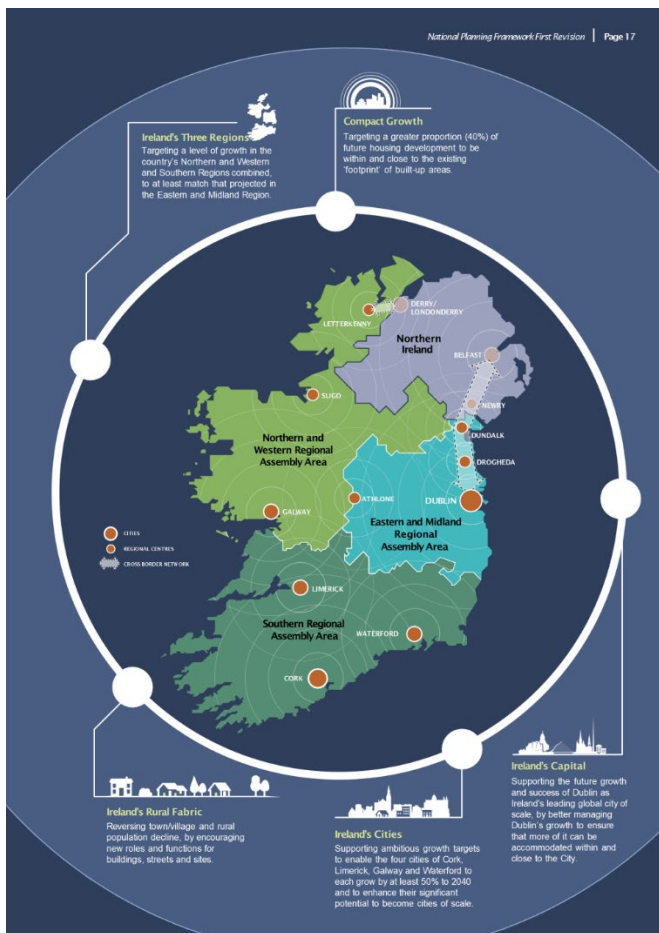 National Planning Framework First Revision | Page 17
Compact Growth
Targeting a greater proportion (40%) of
future housing development to be
within and close to the existing
'footprint' of built-up areas.
Ireland's Three Regions
Targeting a level of growth in the
country's Northern and Western
and Southern Regions combined,
to at least match that projected in
the Eastern and Midland Region.
DERRY/
LONDONDERRY
LETTERKENNY
Northern
Ireland
BELFAST
SLIGO
NEWRY
DUNDALK
Northern and
Western Regional
Assembly Area
DROGHEDA
ATHLONE
DUBLIN
GALWAY
Eastern and Midland
Regional
Assembly Area
CITIES
REGIONAL CENTRES
CROSS BORDER NETWORK
LIMERICK
Southern Regional
Assembly Area
WATERFORD
CORK
Ireland's Capital
Supporting the future growth
and success of Dublin as
Ireland's leading global city of
scale, by better managing
Dublin's growth to ensure
that more of it can be
accommodated within and
close to the City.
Ireland's Rural Fabric
Reversing town/village and rural
population decline, by encouraging
new roles and functions for
buildings, streets and sites.
Ireland's Cities
Supporting ambitious growth targets
to enable the four cities of Cork,
Limerick, Galway and Waterford to
each grow by at least 50% to 2040
and to enhance their significant
potential to become cities of scale.